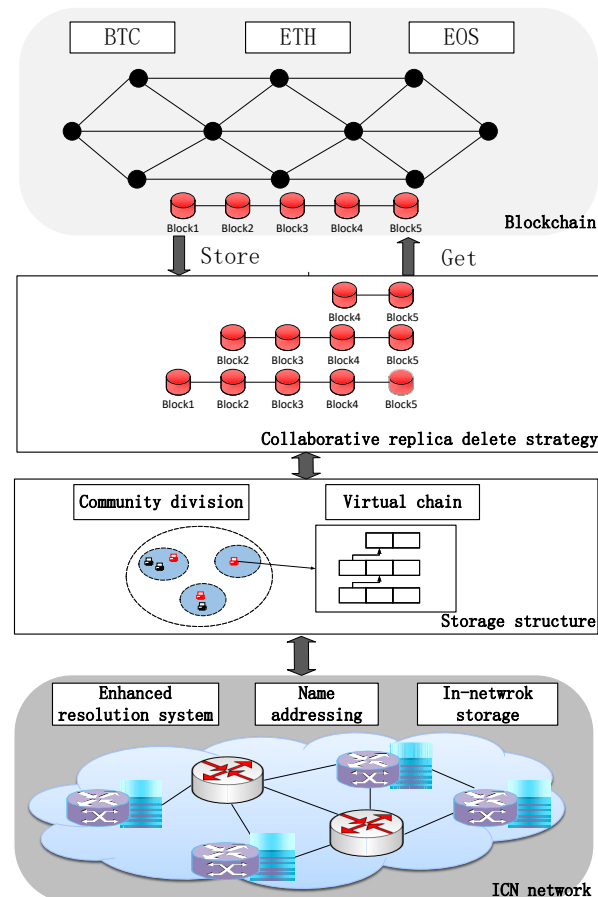 BTC ETH EOS
Block1 Block2 Block3 Block4 Block5
Blockchain
Store Get
Block4 Block5
Block2 Block3 Block4 Block5
Block1 Block2 Block3 Block4 Block5
Collaborative replica delete strategy
Community division Virtual chain
Storage structure
Enhanced
resolution system
Name
addressing
In-netwrok
storage
ICN network